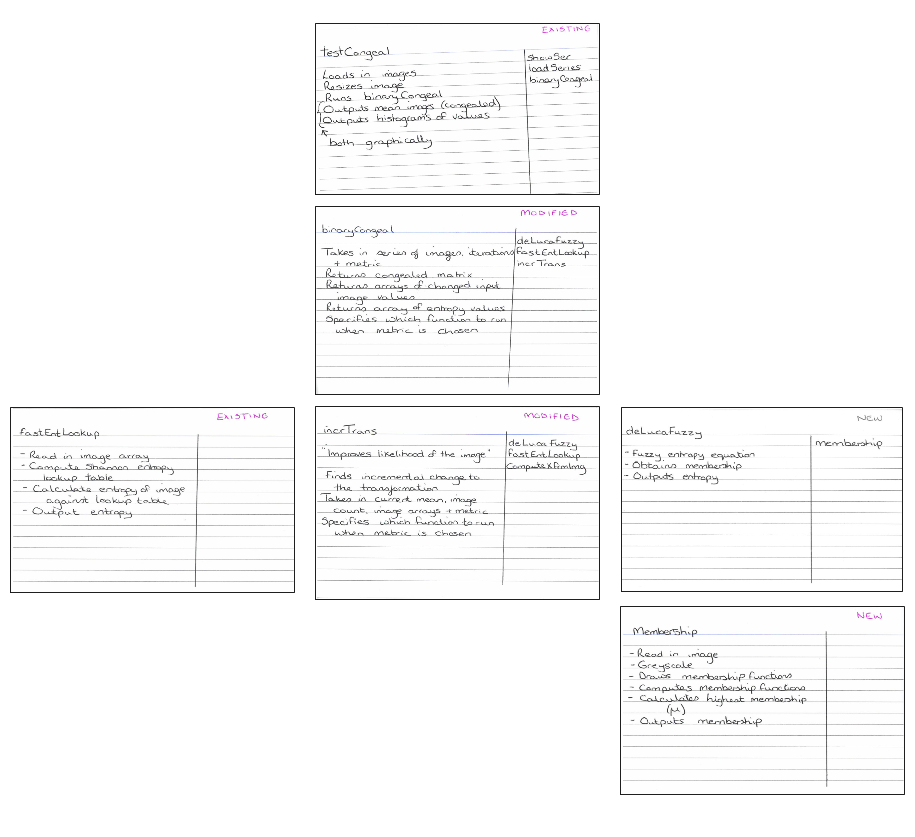 EXISTING
testCongeal
Loads in images
Resizes image
Runs binaryCongeal
Outputs mean image (congealed)
Outputs histograms of values
both graphically
showSer
loadSeries
binaryCongeal
MODIFIED
binaryCongeal
Takes in series of images, iterations
+ metric
Returns congealed matrix
Returns arrays of changed input
image values
Returns array of entropy values
Specifies which function to run
when metric is chosen
deLucaFuzzy
fastEntLookup
incrTrans
EXISTING
fastEntLookup
- Read in image array
- Compute Shannon entropy
lookup table
- Calculate entropy of image
against lookup table
- Output entropy
MODIFIED
incrTrans
"Improves likelihood of the image"
Finds incremental change to
the transformation
Takes in current mean, image
count, image arrays + metric
Specifies which function to run
when metric is chosen
deLucaFuzzy
fastEntLookup
ComputeXfrmImg
NEW
deLucaFuzzy
- Fuzzy entropy equation
- Obtains membership
- Outputs entropy
membership
NEW
Membership
- Read in image
- Greyscale
- Draws membership functions
- Computes membership functions
- Calculates highest membership
(μ)
- Outputs membership